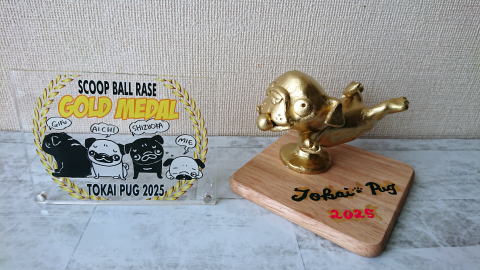 SCOOP BALL RASE
GOLD MEDAL
GIFU
AICHI
SHIZUOKA
MIE
TOKAI PUG 2025
Tokai Pug
2025